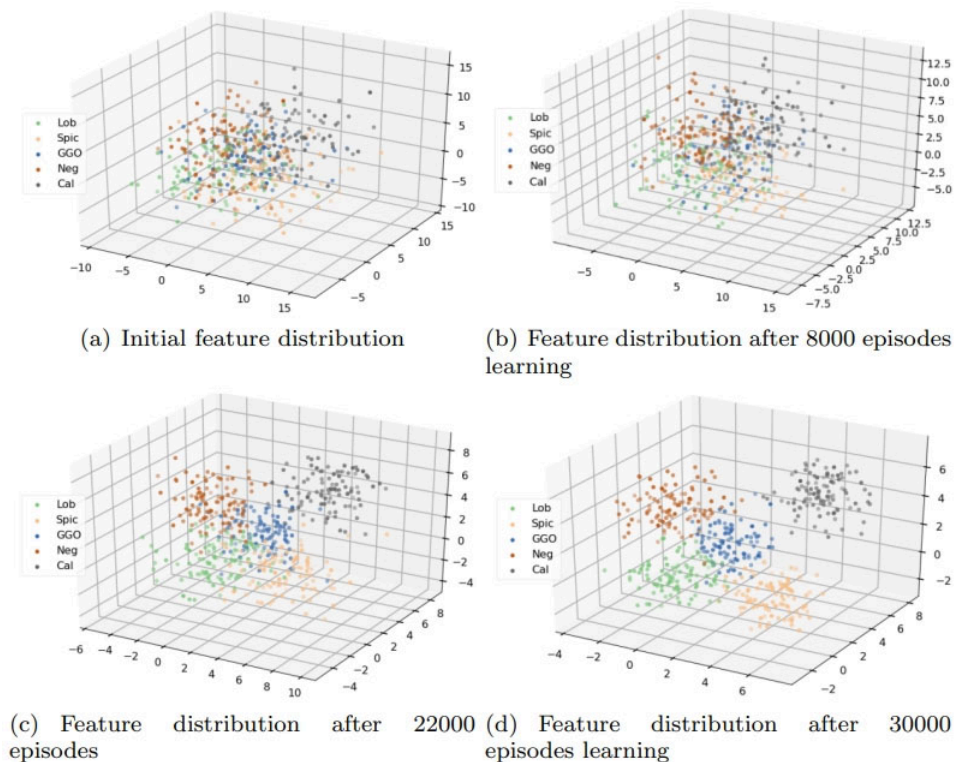 15
10
5
0
−5
−10
Lob
Spic
GGO
Neg
Cal
−10 −5 0 5 10 15
−5 0 5 10 15
(a) Initial feature distribution
12.5
10.0
7.5
5.0
2.5
0.0
−2.5
−5.0
Lob
Spic
GGO
Neg
Cal
−5 0 5 10 15
−7.5 −5.0 −2.5 0.0 2.5 5.0 7.5 10.0 12.5
(b) Feature distribution after 8000 episodes
learning
8
6
4
2
0
−2
−4
Lob
Spic
GGO
Neg
Cal
−6 −4 −2 0 2 4 6 8 10
−4 −2 0 2 4 6 8
(c) Feature distribution after 22000
episodes
6
4
2
0
−2
Lob
Spic
GGO
Neg
Cal
−4 −2 0 2 4 6
−2 0 2 4 6 8
(d) Feature distribution after 30000
episodes learning